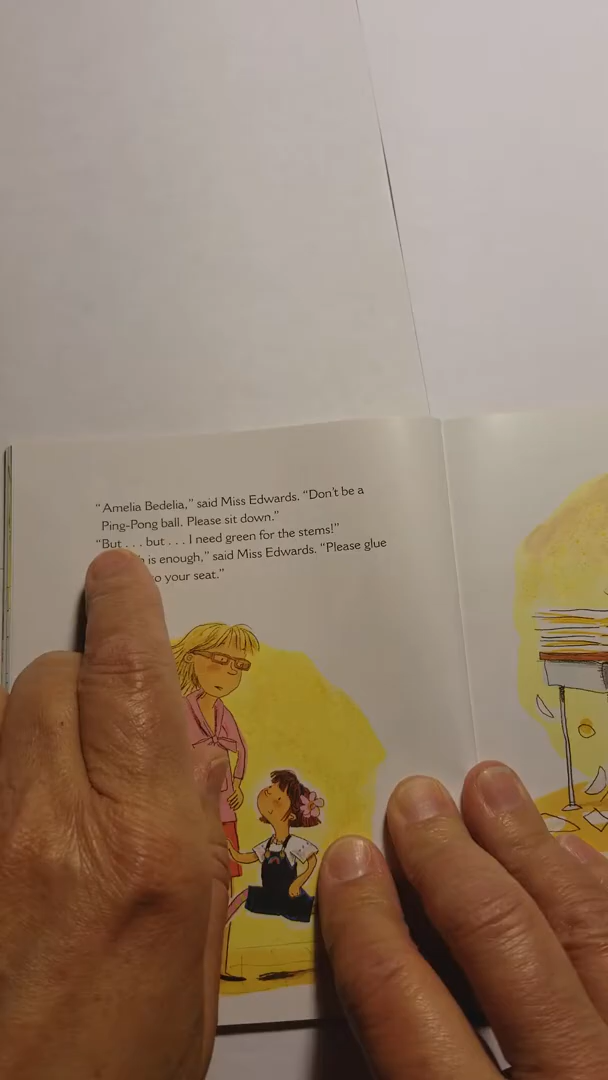 “Amelia Bedelia,” said Miss Edwards. “Don’t be a
Ping-Pong ball. Please sit down.”
“But . . . but . . . I need green for the stems!”
is enough,” said Miss Edwards. “Please glue
your seat.”